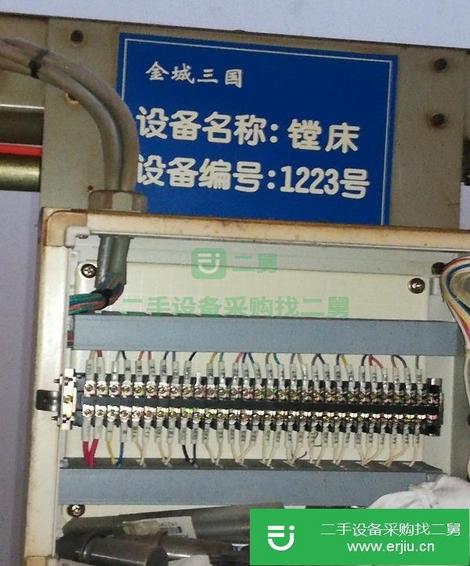 金城三国
设备名称:镗床
设备编号:1223号
二舅
二手设备采购找二舅
二手设备采购找二舅
www.erjiu.cn